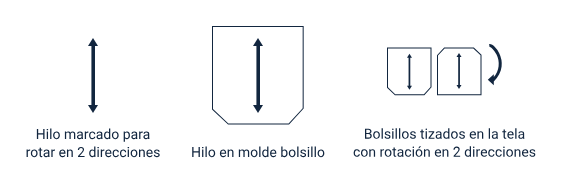 Hilo marcado para
rotar en 2 direcciones
Hilo en molde bolsillo
Bolsillos tizados en la tela
con rotación en 2 direcciones